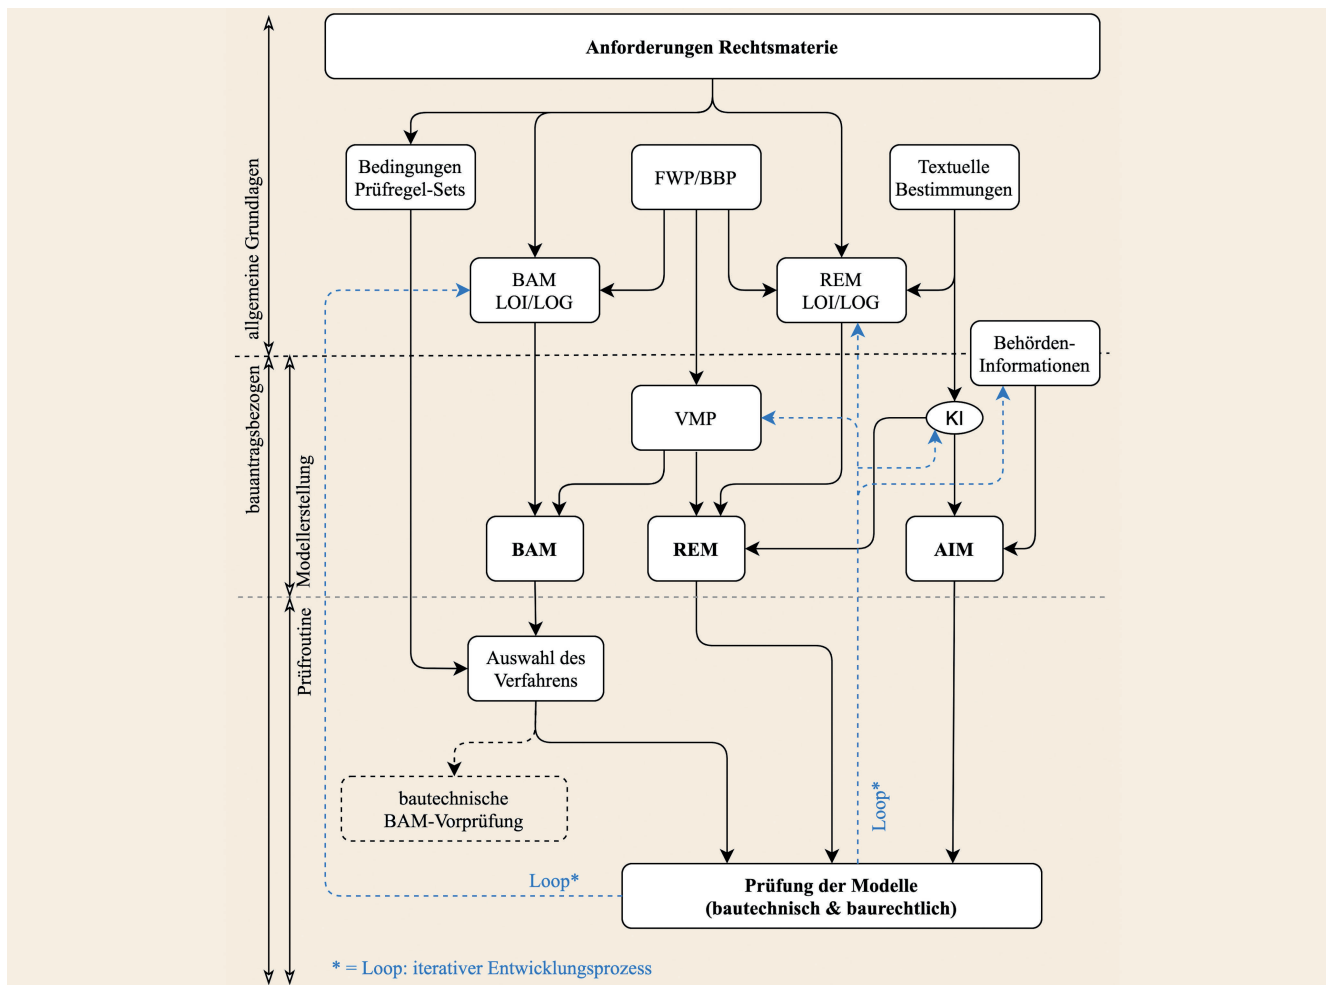 Anforderungen Rechtsmaterie
allgemeine Grundlagen
Bedingungen
Prüfregel-Sets
FWP/BBP
Textuelle
Bestimmungen
BAM
LOI/LOG
REM
LOI/LOG
Behörden-
Informationen
bauantragsbezogen
Modellerstellung
VMP
KI
BAM
REM
AIM
Prüfroutine
Auswahl des
Verfahrens
bautechnische
BAM-Vorprüfung
Loop*
Loop*
Prüfung der Modelle
(bautechnisch & baurechtlich)
* = Loop: iterativer Entwicklungsprozess